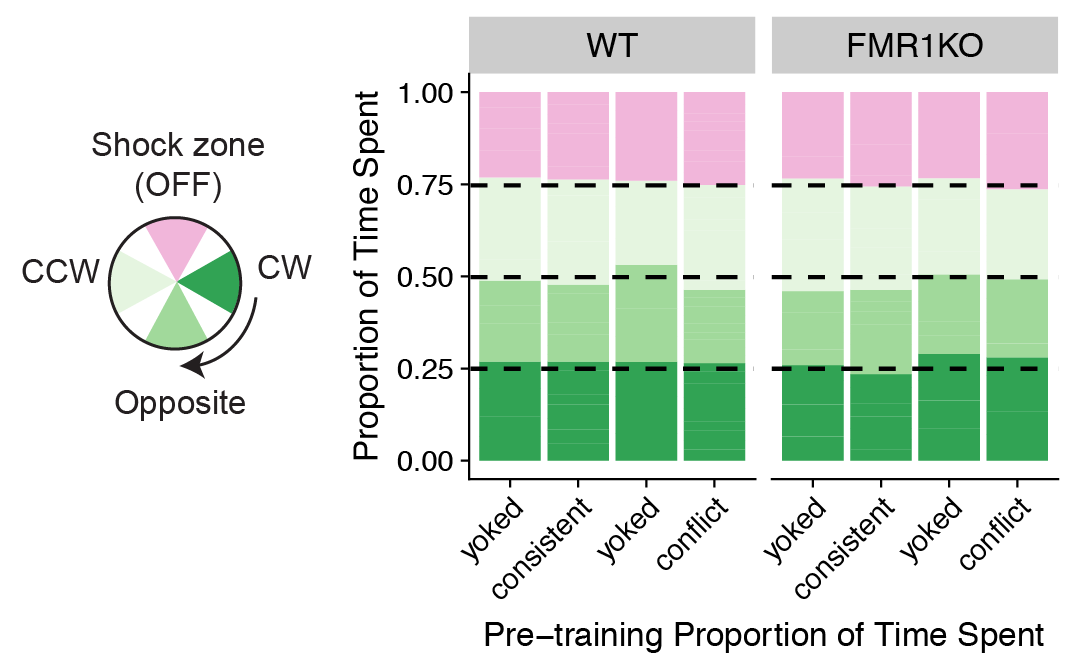 Shock zone
(OFF)
CCW
CW
Opposite
WT
FMR1KO
Proportion of Time Spent
1.00
0.75
0.50
0.25
0.00
yoked
consistent
yoked
conflict
yoked
consistent
yoked
conflict
Pre−training Proportion of Time Spent